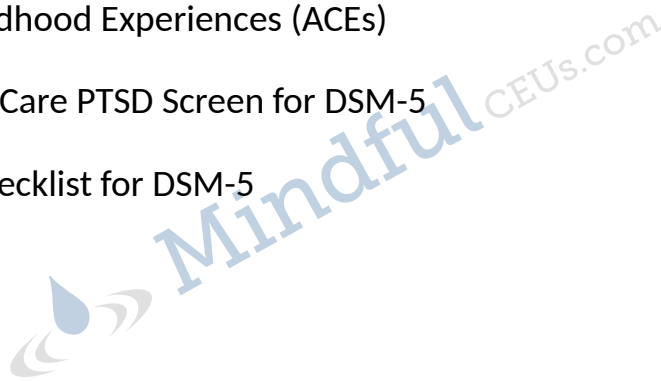 dhood Experiences (ACEs)
Care PTSD Screen for DSM-5
ecklist for DSM-5
Mindful CEUs.com